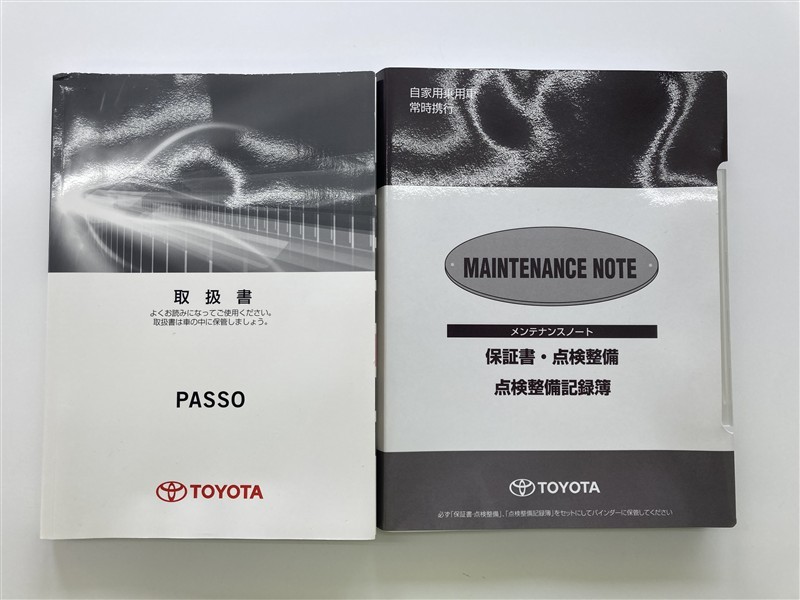 取扱書
よくお読みになってご使用ください。
取扱書は車の中に保管しましょう。
PASSO
TOYOTA
自家用乗用車
常時携行
MAINTENANCE NOTE
メンテナンスノート
保証書・点検整備
点検整備記録簿
TOYOTA
必ず「保証書・点検整備」、「点検整備記録簿」をセットにしてバインダーに保管してください